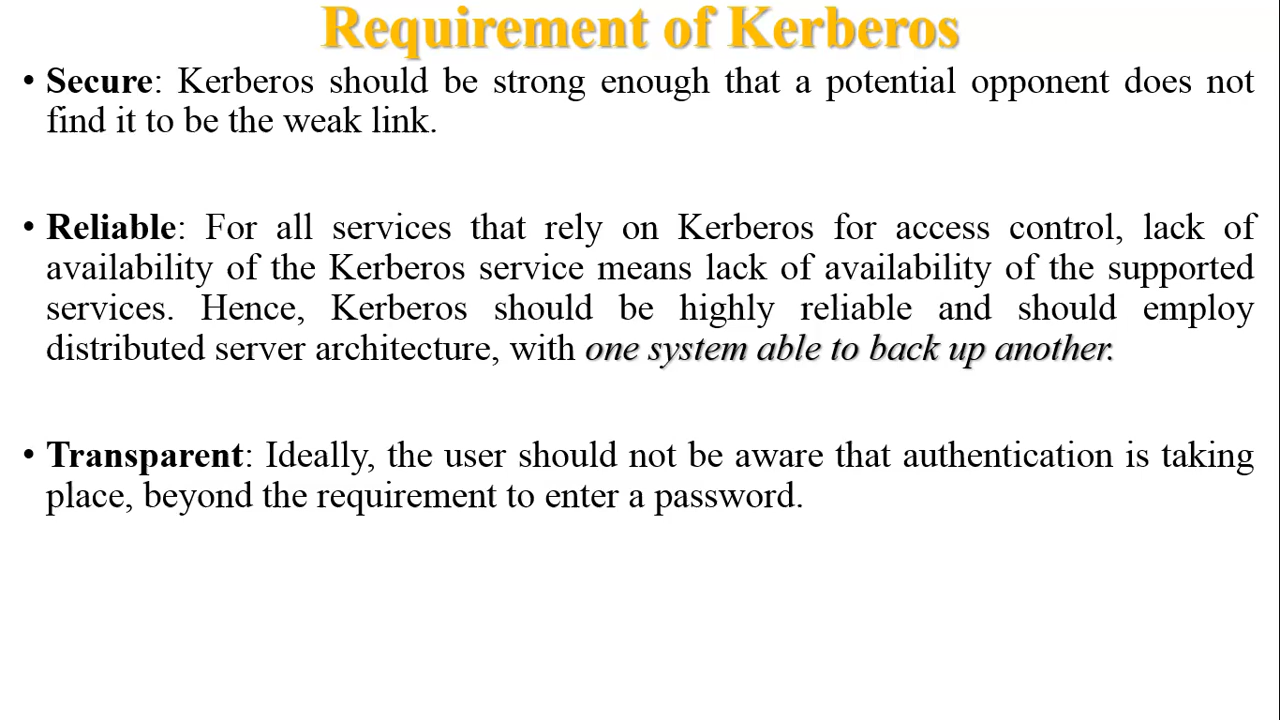 Requirement of Kerberos
• Secure: Kerberos should be strong enough that a potential opponent does not
find it to be the weak link.
• Reliable: For all services that rely on Kerberos for access control, lack of
availability of the Kerberos service means lack of availability of the supported
services. Hence, Kerberos should be highly reliable and should employ
distributed server architecture, with one system able to back up another.
• Transparent: Ideally, the user should not be aware that authentication is taking
place, beyond the requirement to enter a password.